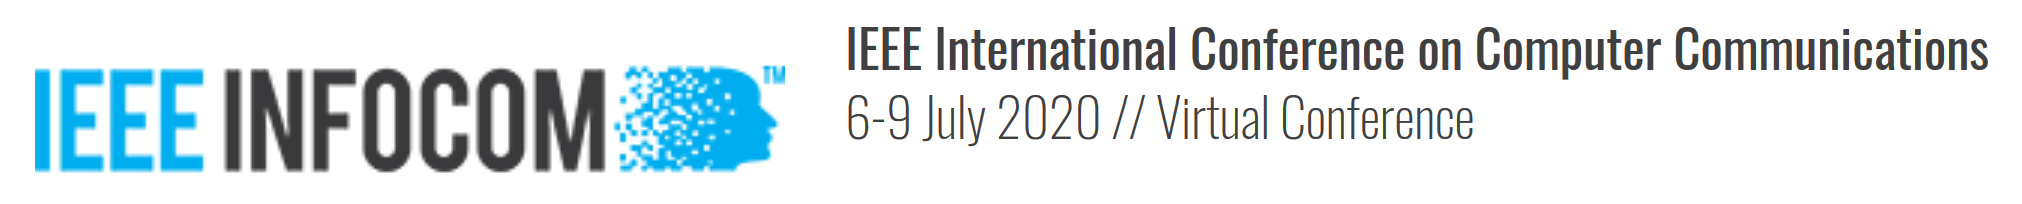 IEEE INFOCOM™
IEEE International Conference on Computer Communications
6-9 July 2020 // Virtual Conference